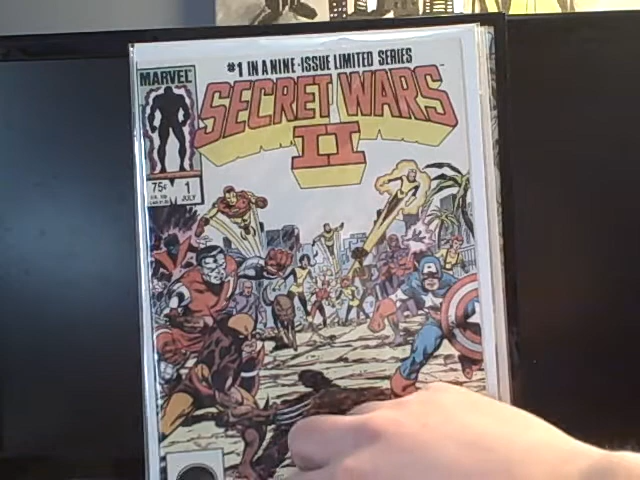 #1 IN A NINE-ISSUE LIMITED SERIES
MARVEL
SECRET WARS
II
75¢
1
JULY